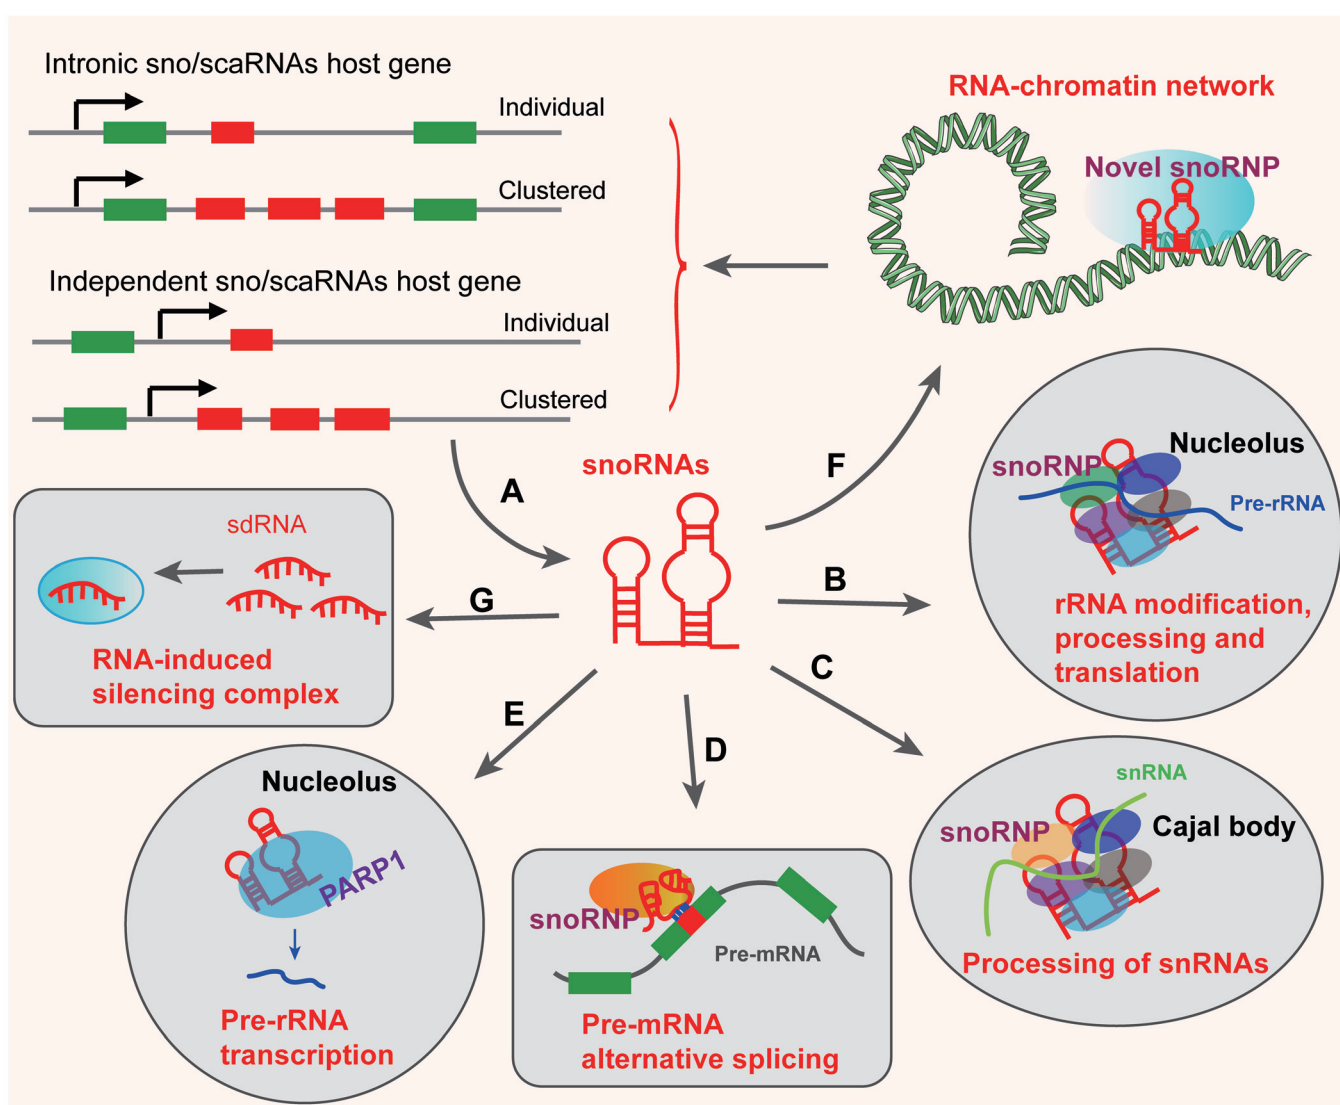 Intronic sno/scaRNAs host gene
Individual
Clustered
Independent sno/scaRNAs host gene
Individual
Clustered
RNA-chromatin network
Novel snoRNP
snoRNAs
A
F
B
C
D
E
G
Nucleolus
snoRNP
Pre-rRNA
rRNA modification,
processing and
translation
sdRNA
RNA-induced
silencing complex
Nucleolus
PARP1
Pre-rRNA
transcription
snoRNP
Pre-mRNA
Pre-mRNA
alternative splicing
snRNA
snoRNP
Cajal body
Processing of snRNAs